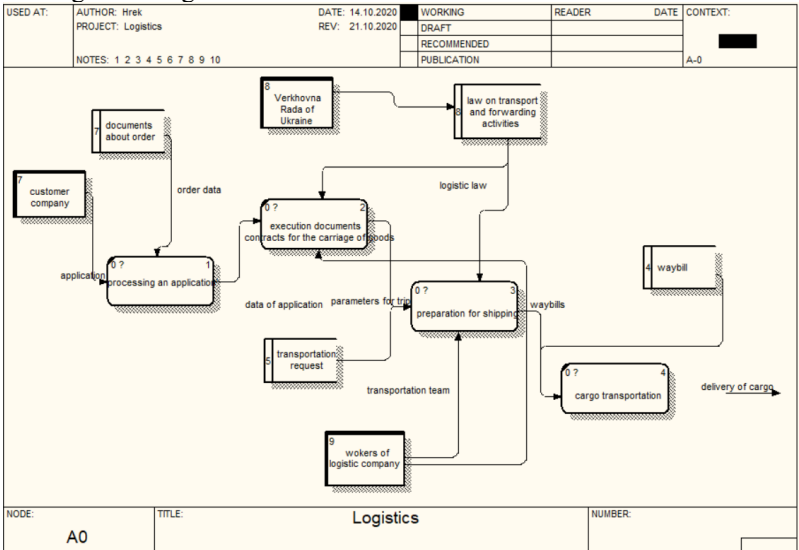 USED AT:
AUTHOR: Hrek
DATE: 14.10.2020
WORKING
READER
DATE
CONTEXT:
PROJECT: Logistics
REV: 21.10.2020
DRAFT
RECOMMENDED
NOTES: 1 2 3 4 5 6 7 8 9 10
PUBLICATION
A-0
8
Verkhovna
Rada of
Ukraine
8
law on transport
and forwarding
activities
7
documents
about order
7
customer
company
order data
logistic law
0 ?
2
execution documents
contracts for the carriage of goods
0 ?
1
processing an application
application
4
waybill
data of application
parameters for trip
0 ?
3
preparation for shipping
waybills
5
transportation
request
transportation team
0 ?
4
cargo transportation
delivery of cargo
9
wokers of
logistic company
NODE:
A0
TITLE:
Logistics
NUMBER: